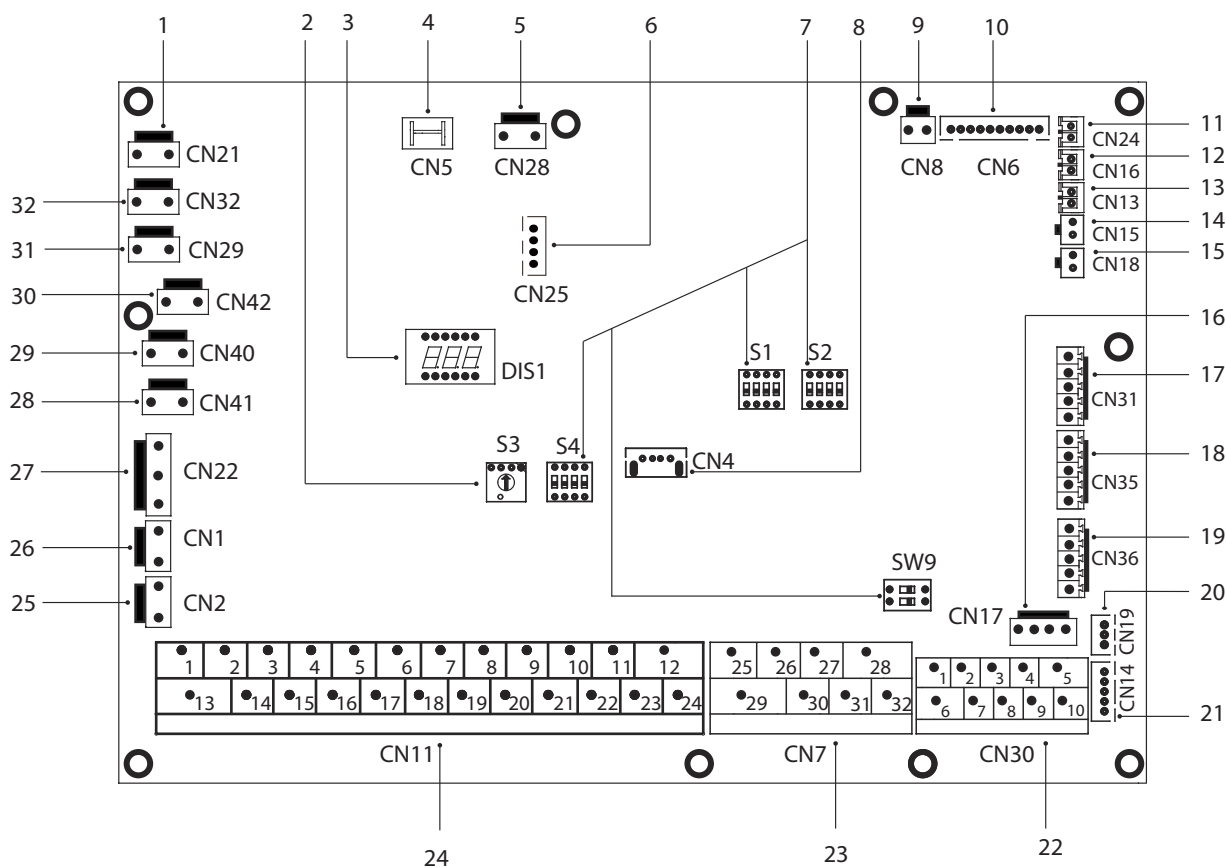 1 2 3 4 5 6 7 8 9 10
11
CN24
12
CN16
13
CN13
14
CN15
15
CN18
CN21
CN5
CN28
CN8
CN6
32
CN32
31
CN29
30
CN42
CN25
16
29
CN40
3
DIS1
S1
S2
17
CN31
28
CN41
27
CN22
2
S3
S4
CN4
8
18
CN35
26
CN1
19
CN36
25
CN2
SW9
CN17
20
CN19
1 2 3 4 5 6 7 8 9 10 11 12
13 14 15 16 17 18 19 20 21 22 23 24
CN11
25 26 27 28
29 30 31 32
CN7
1 2 3 4 5
6 7 8 9 10
CN30
CN14
21
24
23
22